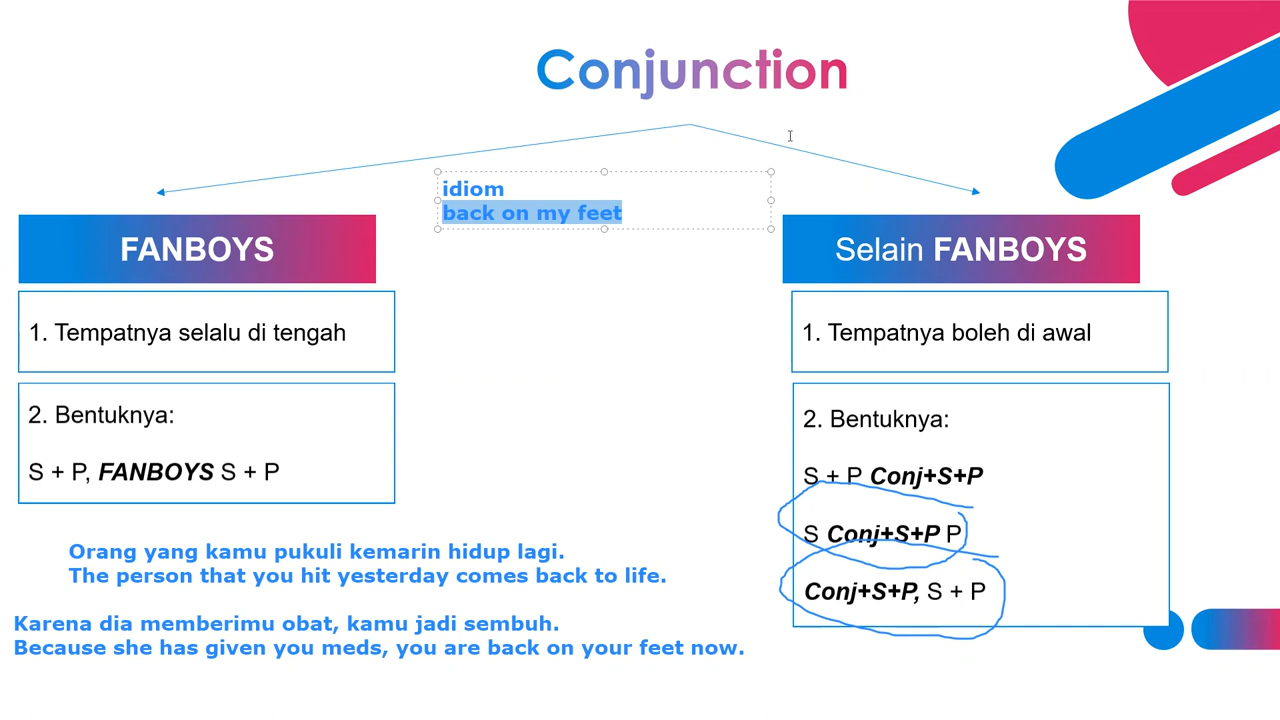 Conjunction
idiom
back on my feet
FANBOYS
1. Tempatnya selalu di tengah
2. Bentuknya:
S + P, FANBOYS S + P
Selain FANBOYS
1. Tempatnya boleh di awal
2. Bentuknya:
S + P Conj+S+P
S Conj+S+P P
Conj+S+P, S + P
Orang yang kamu pukuli kemarin hidup lagi.
The person that you hit yesterday comes back to life.
Karena dia memberimu obat, kamu jadi sembuh.
Because she has given you meds, you are back on your feet now.